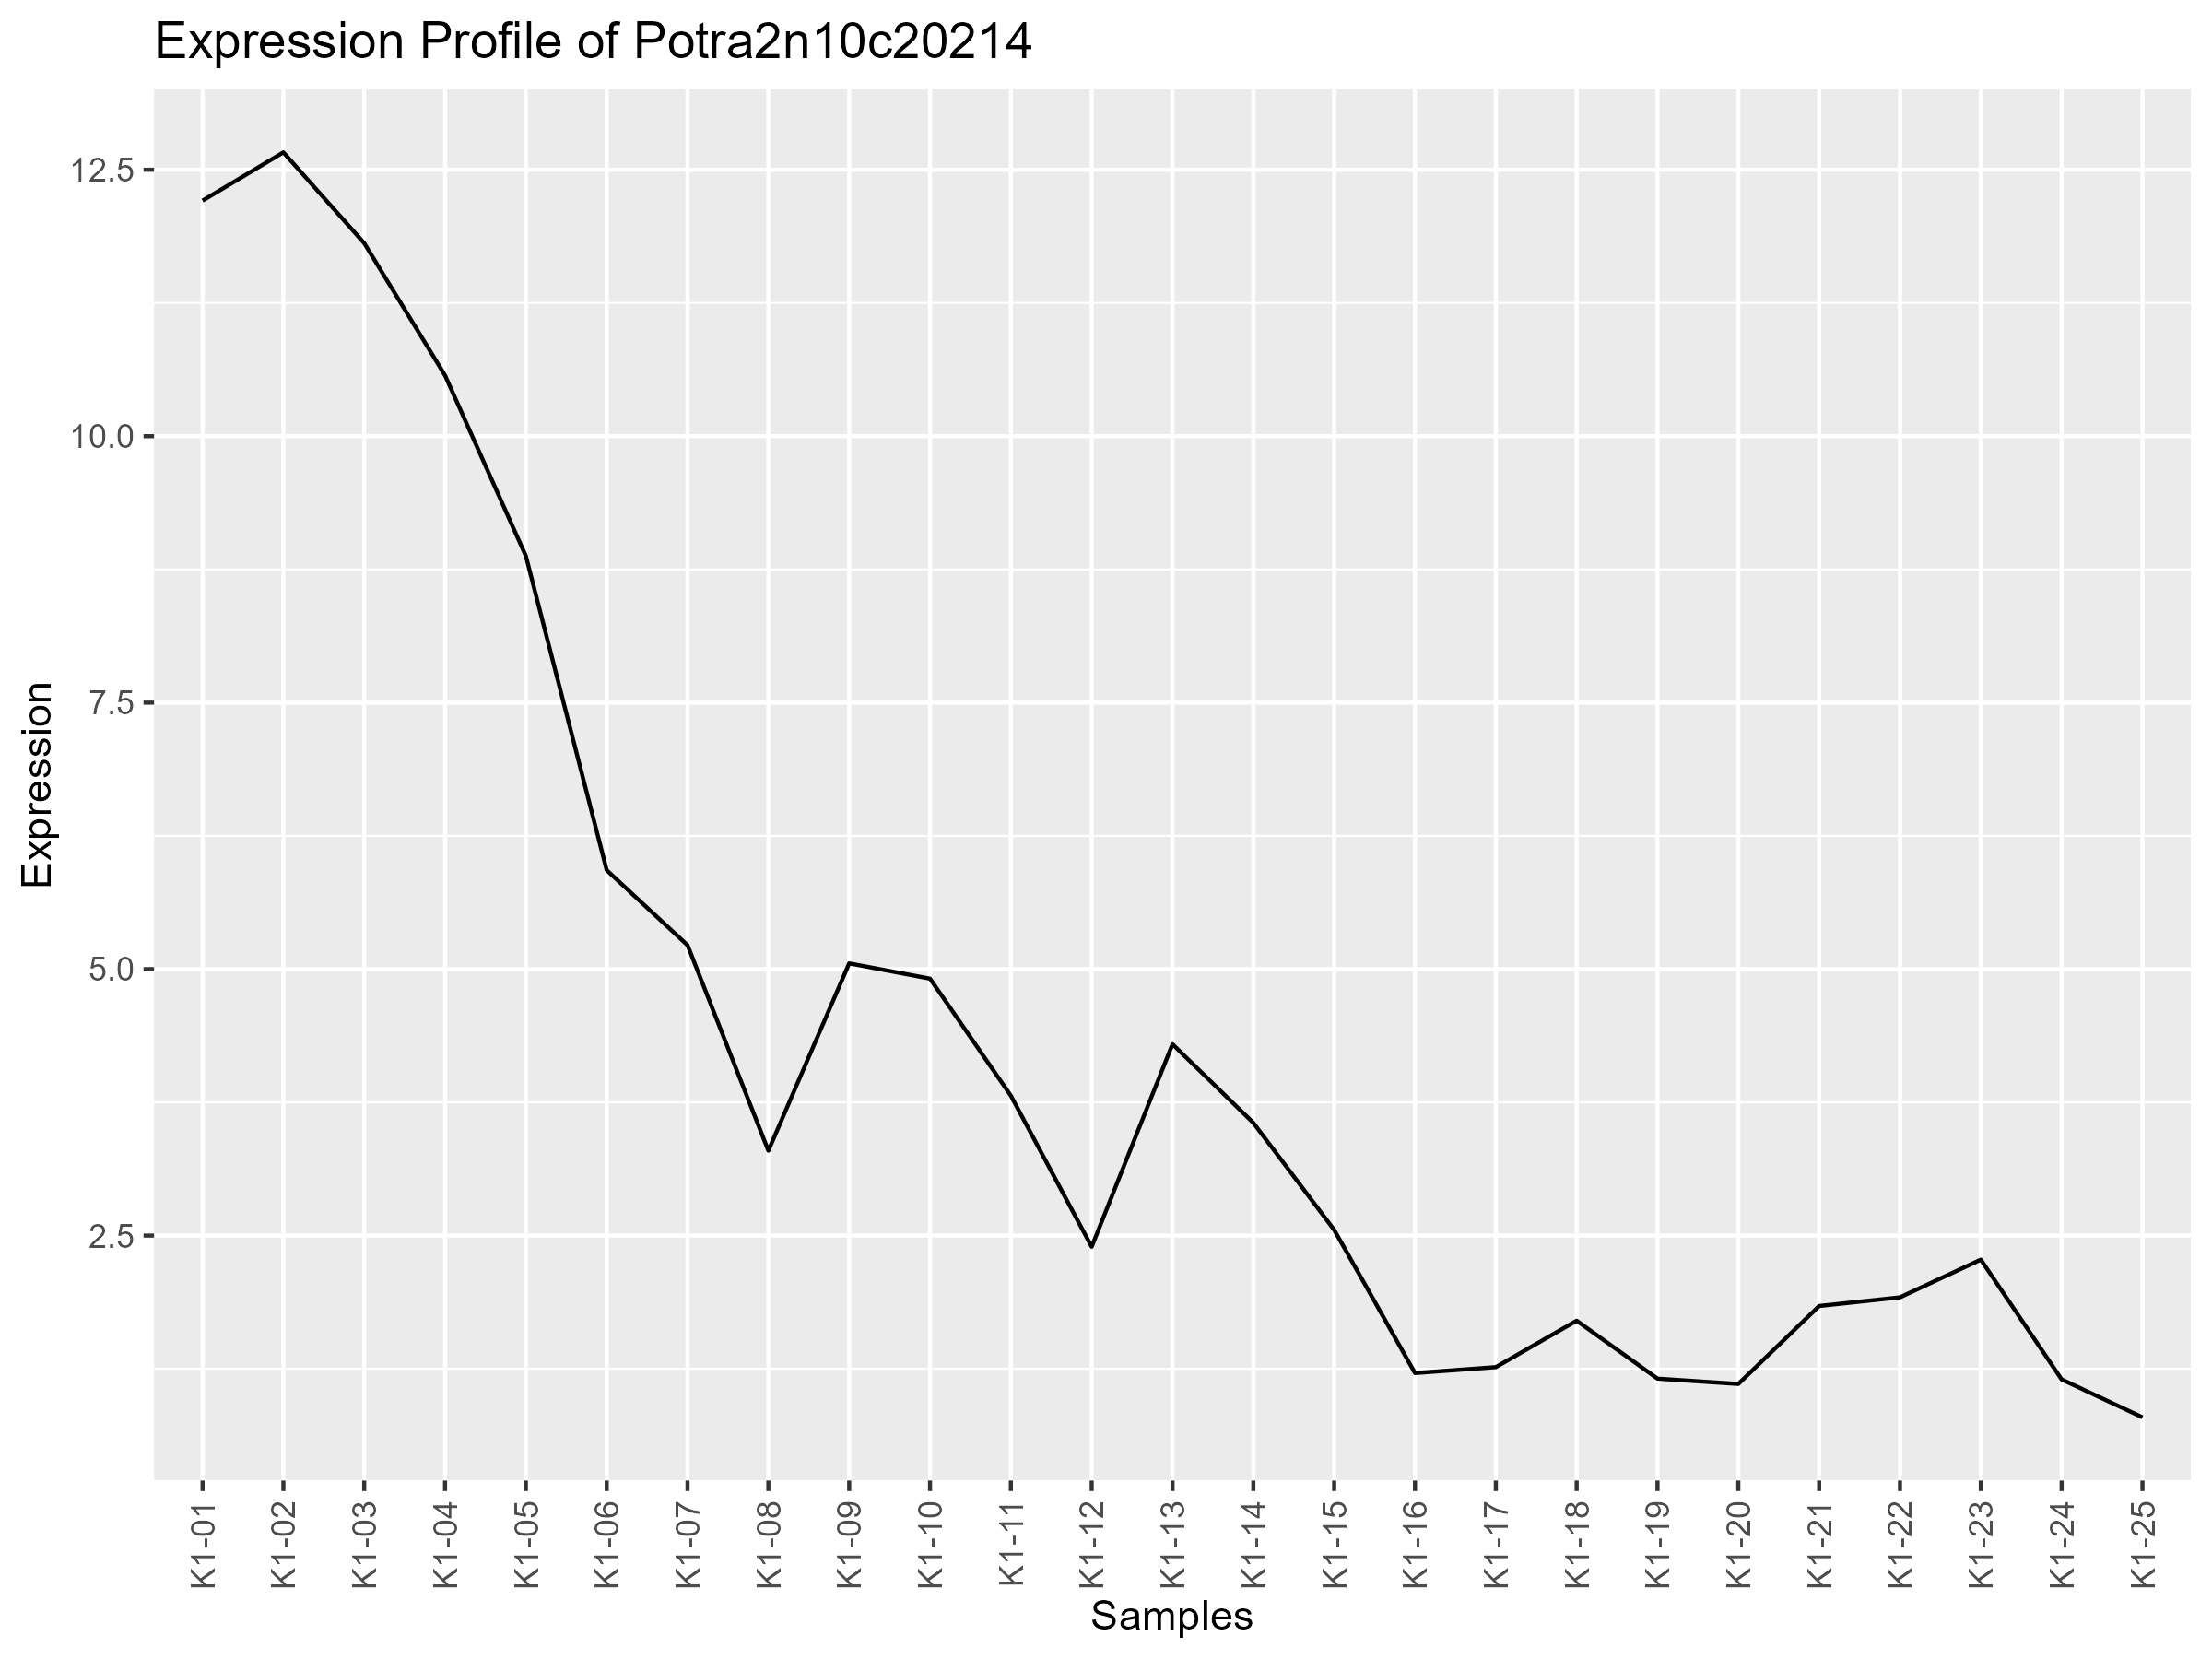 Expression Profile of Potra2n10c20214
12.5
10.0
7.5
5.0
2.5
Expression
K1-01
K1-02
K1-03
K1-04
K1-05
K1-06
K1-07
K1-08
K1-09
K1-10
K1-11
K1-12
K1-13
K1-14
K1-15
K1-16
K1-17
K1-18
K1-19
K1-20
K1-21
K1-22
K1-23
K1-24
K1-25
Samples